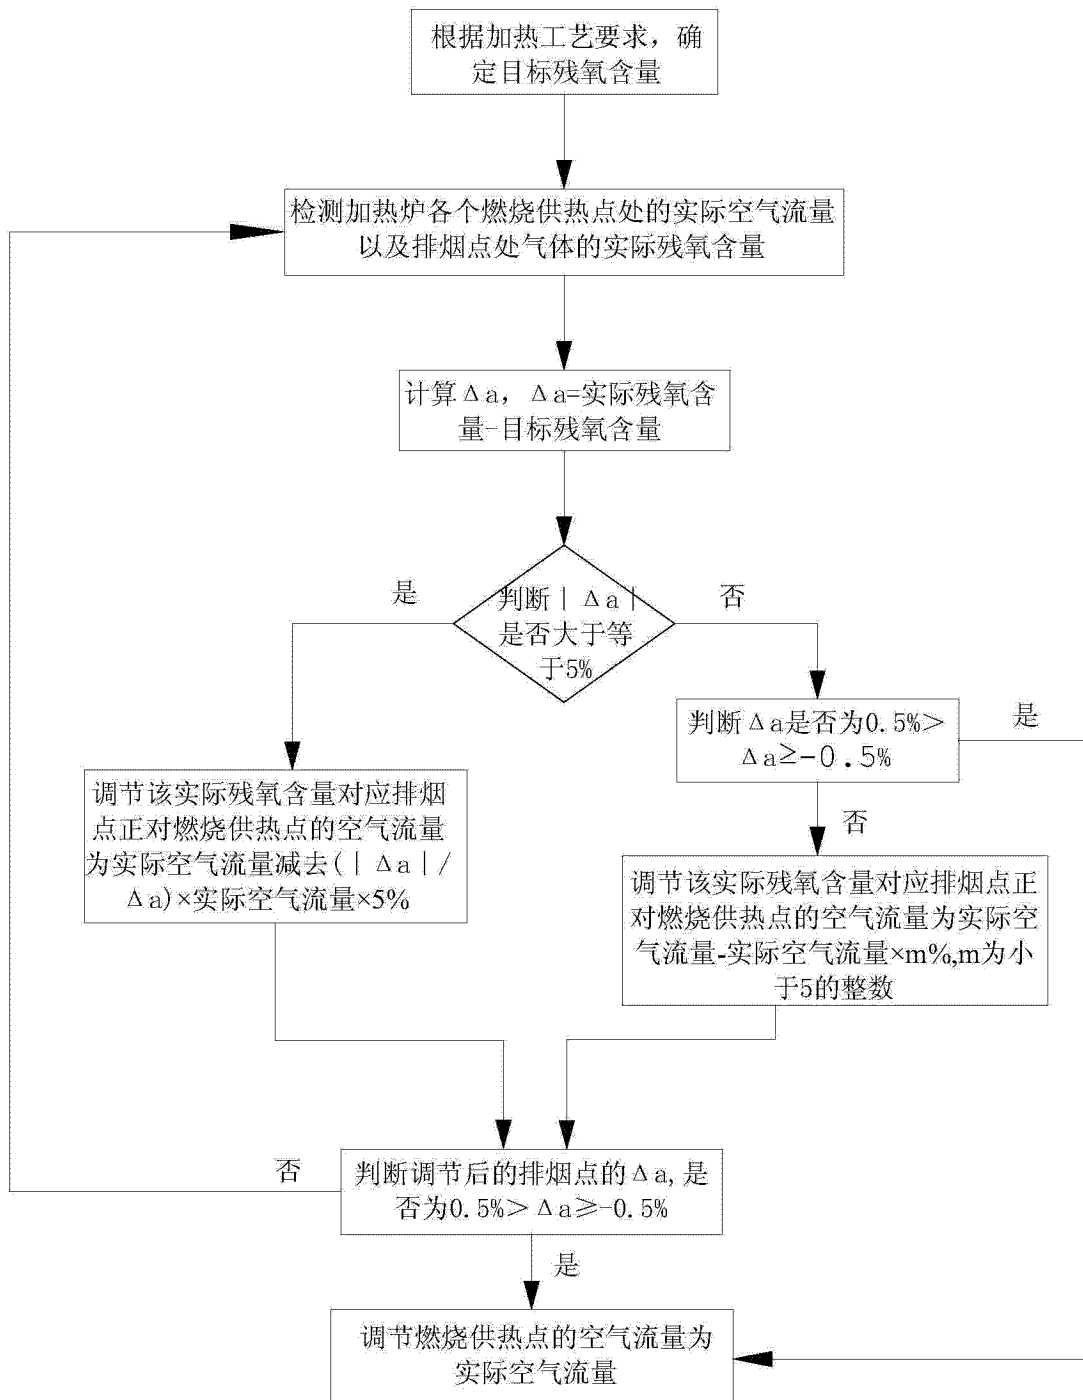 根据加热工艺要求，确
定目标残氧含量
检测加热炉各个燃烧供热点处的实际空气流量
以及排烟点处气体的实际残氧含量
计算Δa，Δa=实际残氧含
量-目标残氧含量
是
判断｜Δa｜
是否大于等
于5%
否
判断Δa是否为0.5%>
Δa≥-0.5%
是
调节该实际残氧含量对应排烟
点正对燃烧供热点的空气流量
为实际空气流量减去(｜Δa｜/
Δa)×实际空气流量×5%
否
调节该实际残氧含量对应排烟点正
对燃烧供热点的空气流量为实际空
气流量-实际空气流量×m%,m为小
于5的整数
否
判断调节后的排烟点的Δa,是
否为0.5%>Δa≥-0.5%
是
调节燃烧供热点的空气流量为
实际空气流量